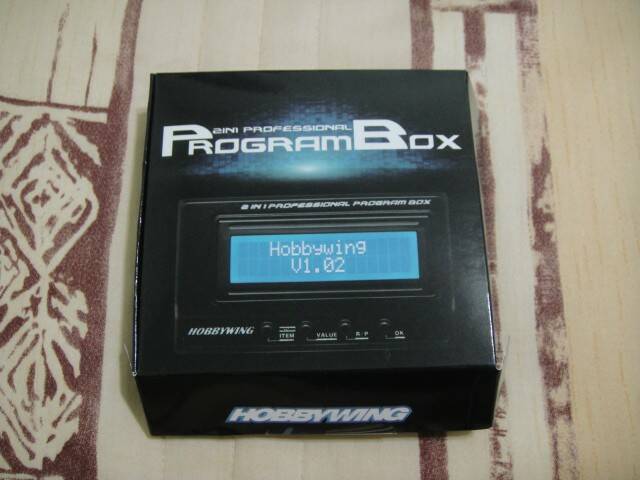 2IN1 PROFESSIONAL
PROGRAMBOX
2 IN 1 PROFESSIONAL PROGRAM BOX
Hobbywing
V1.02
HOBBYWING
ITEM VALUE R/P OK
HOBBYWING